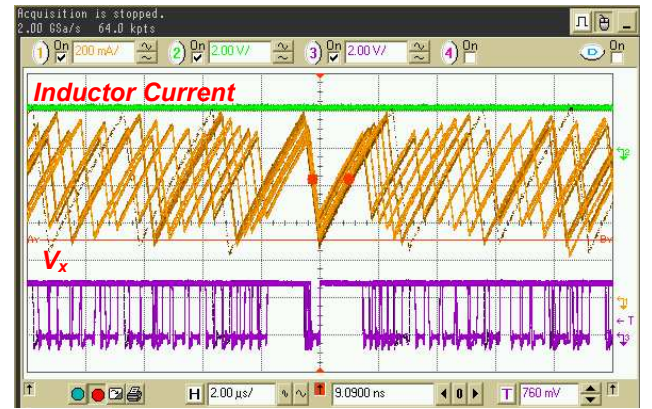 Acquisition is stopped.
2.00 GSa/s 64.0 kpts
1 On 200 mA/ 2 On 2.00 V/ 3 On 2.00 V/ 4 On D On
Inductor Current
Vx
H 2.00 μs/ 9.0900 ns 0 T 760 mV